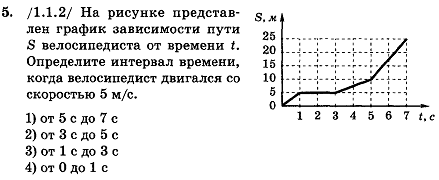 5. /1.1.2/ На рисунке представ-
лен график зависимости пути
S велосипедиста от времени t.
Определите интервал времени,
когда велосипедист двигался со
скоростью 5 м/с.
1) от 5 с до 7 с
2) от 3 с до 5 с
3) от 1 с до 3 с
4) от 0 до 1 с
S, м
25
20
15
10
5
0
1 2 3 4 5 6 7 t, с